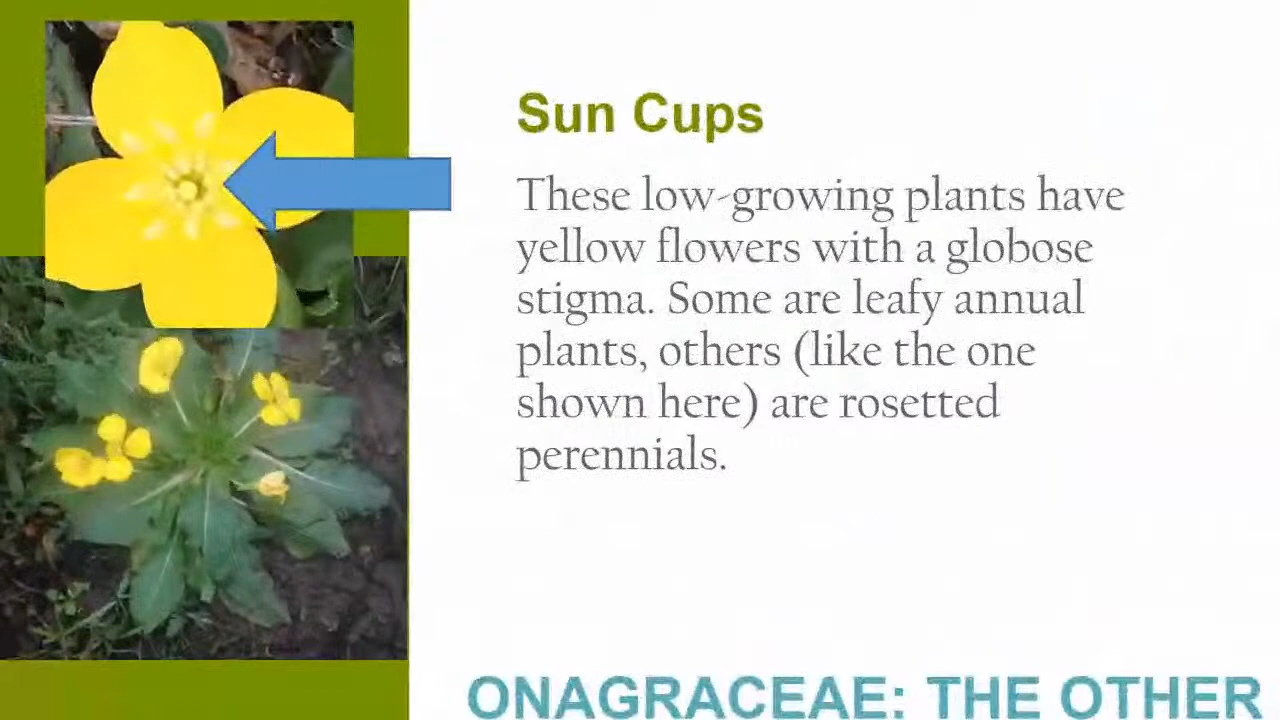 Sun Cups
These low-growing plants have
yellow flowers with a globose
stigma. Some are leafy annual
plants, others (like the one
shown here) are rosetted
perennials.
ONAGRACEAE: THE OTHER